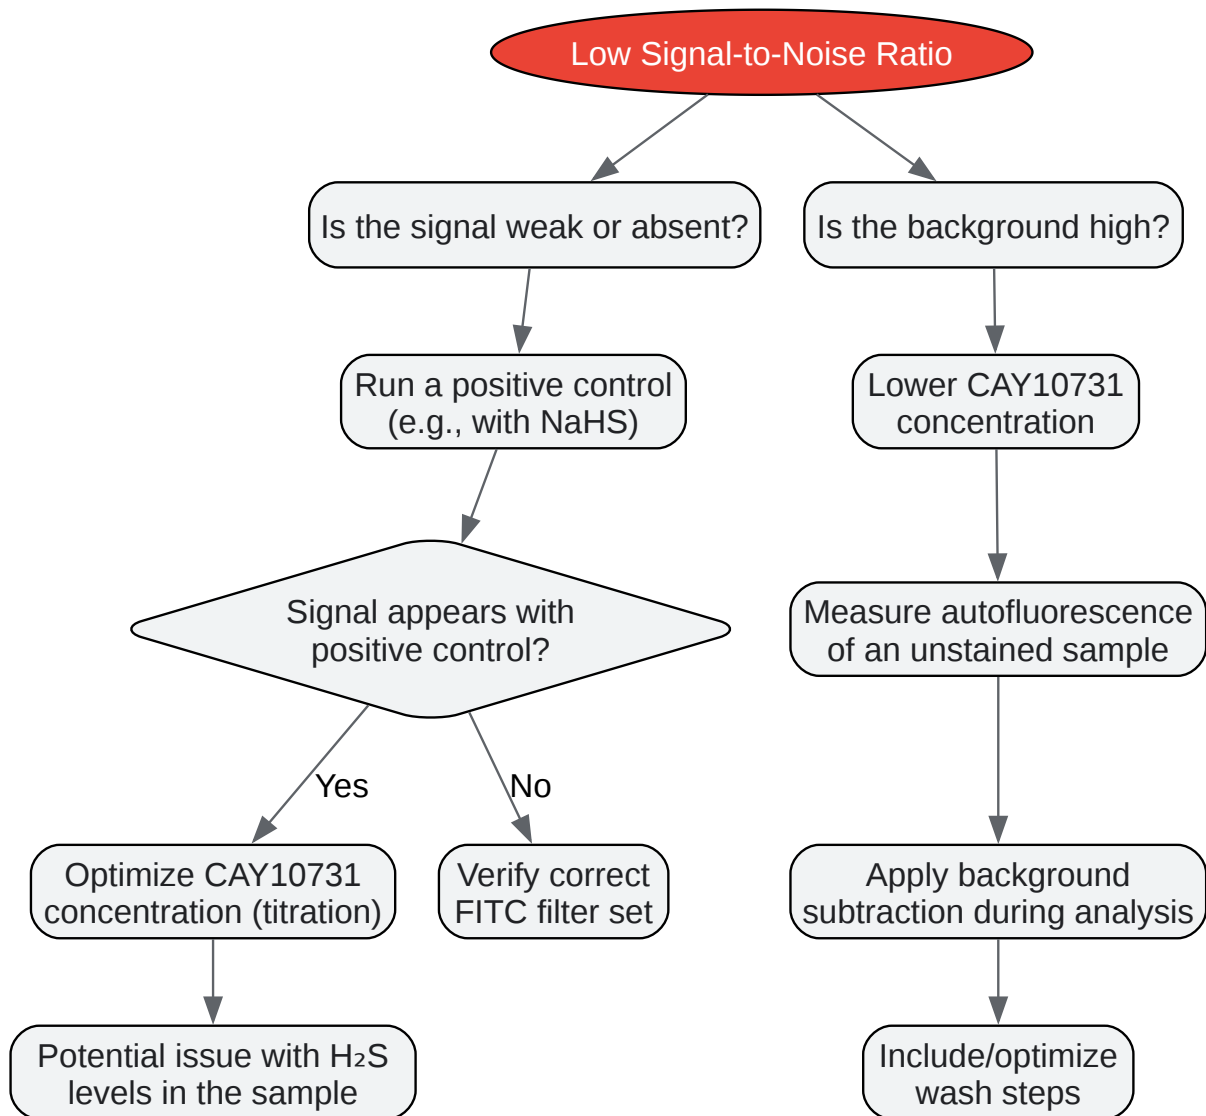 Low Signal-to-Noise Ratio
Is the signal weak or absent?
Is the background high?
Run a positive control
(e.g., with NaHS)
Lower CAY10731
concentration
Signal appears with
positive control?
Measure autofluorescence
of an unstained sample
Yes
No
Optimize CAY10731
concentration (titration)
Verify correct
FITC filter set
Apply background
subtraction during analysis
Potential issue with H₂S
levels in the sample
Include/optimize
wash steps